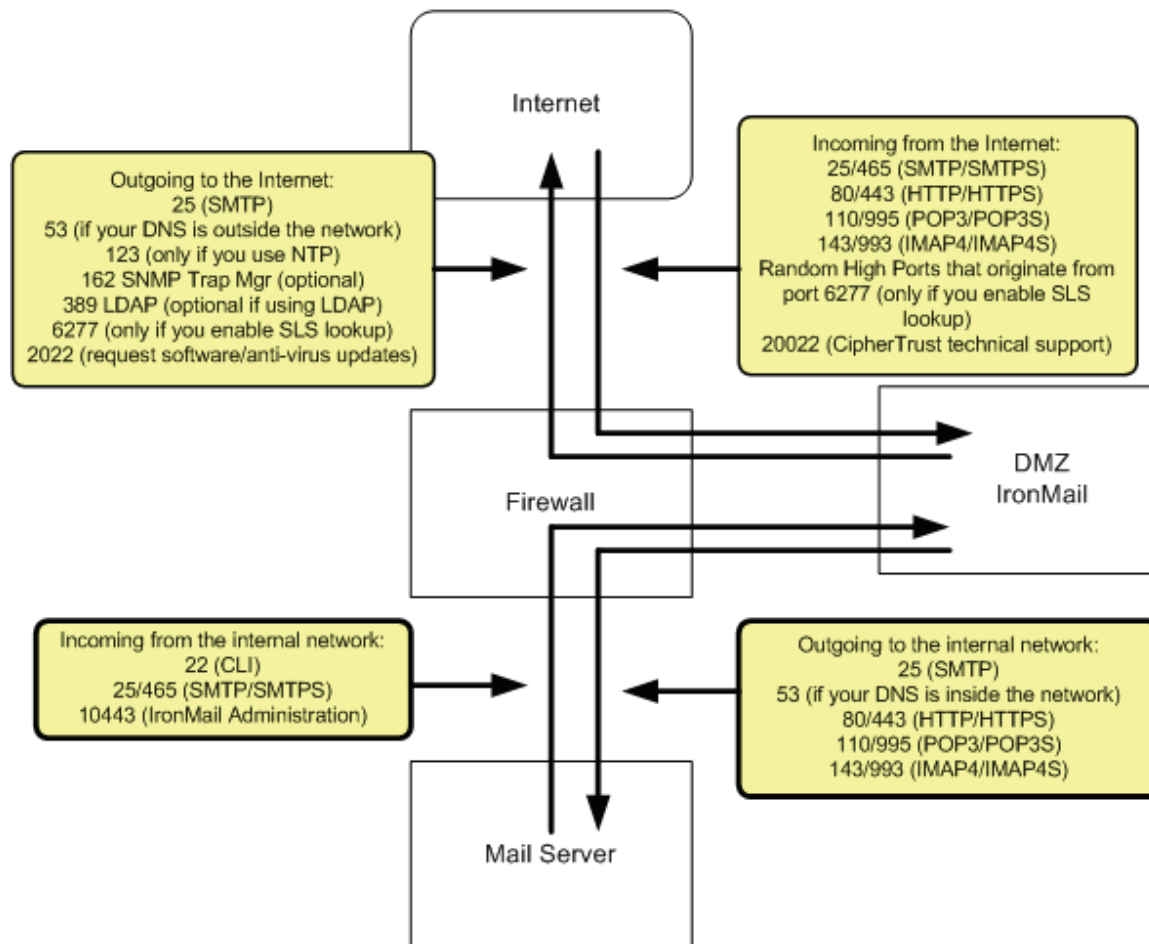 Internet
Outgoing to the Internet:
25 (SMTP)
53 (if your DNS is outside the network)
123 (only if you use NTP)
162 SNMP Trap Mgr (optional)
389 LDAP (optional if using LDAP)
6277 (only if you enable SLS lookup)
2022 (request software/anti-virus updates)
Incoming from the Internet:
25/465 (SMTP/SMTPS)
80/443 (HTTP/HTTPS)
110/995 (POP3/POP3S)
143/993 (IMAP4/IMAP4S)
Random High Ports that originate from
port 6277 (only if you enable SLS
lookup)
20022 (CipherTrust technical support)
Firewall
DMZ
IronMail
Incoming from the internal network:
22 (CLI)
25/465 (SMTP/SMTPS)
10443 (IronMail Administration)
Outgoing to the internal network:
25 (SMTP)
53 (if your DNS is inside the network)
80/443 (HTTP/HTTPS)
110/995 (POP3/POP3S)
143/993 (IMAP4/IMAP4S)
Mail Server